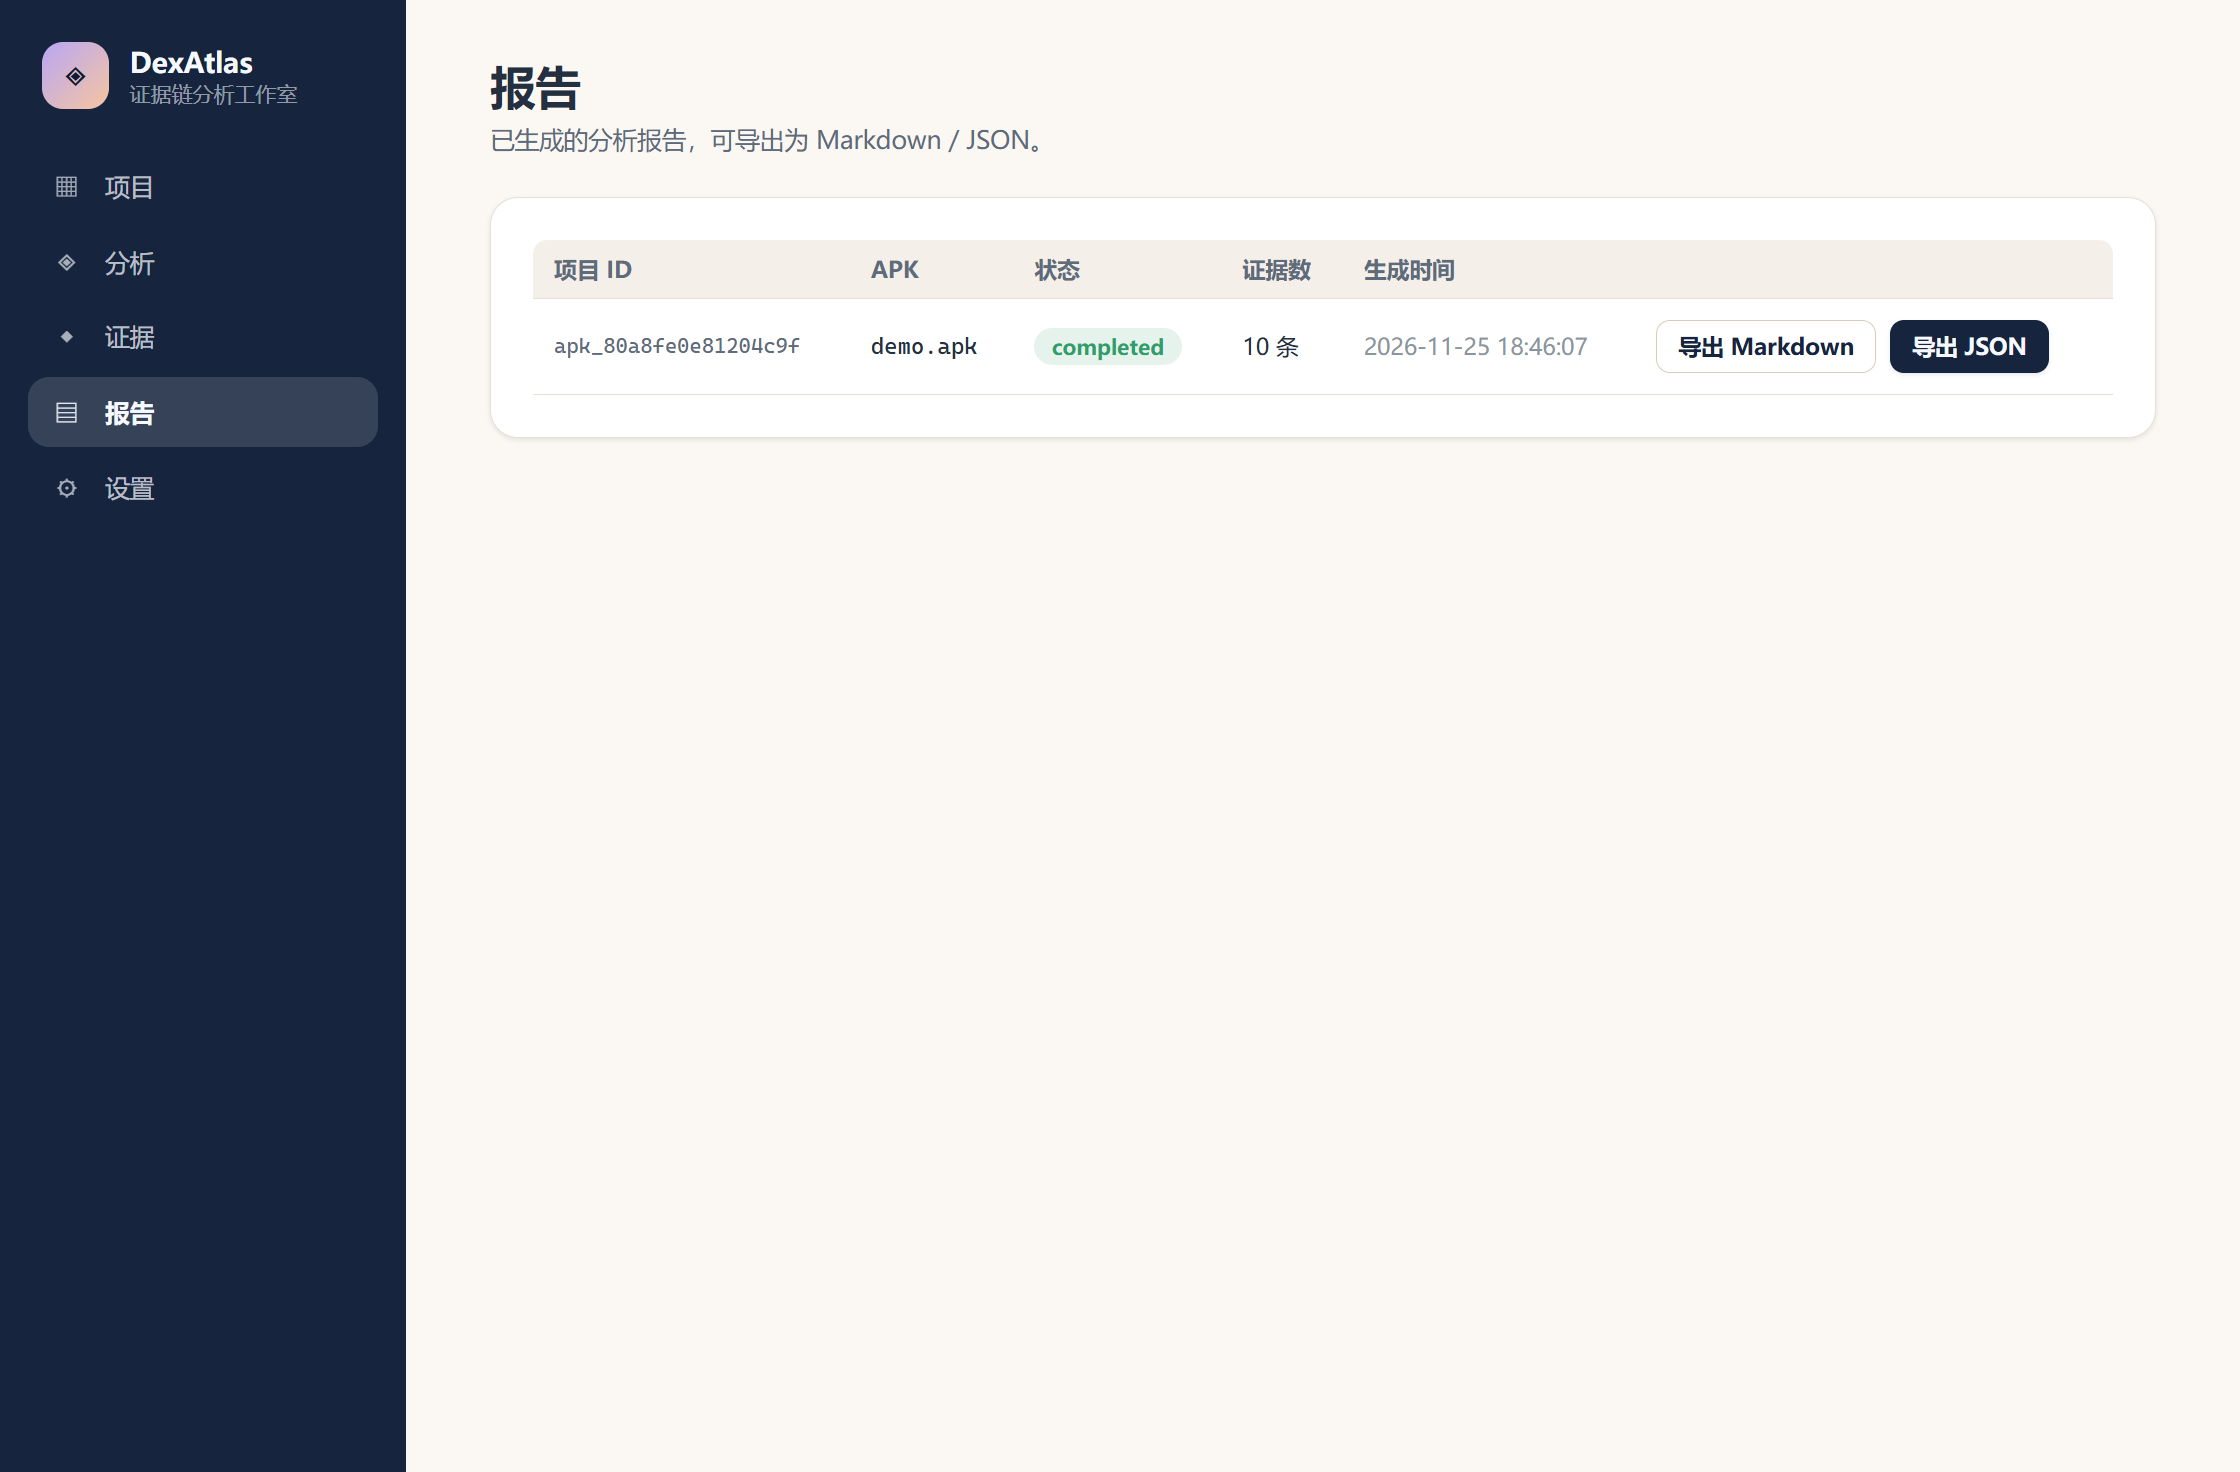 DexAtlas
证据链分析工作室
项目
分析
证据
报告
设置
报告
已生成的分析报告，可导出为 Markdown / JSON。
项目 ID APK 状态 证据数 生成时间
apk_80a8fe0e81204c9f demo.apk completed 10 条 2026-11-25 18:46:07 导出 Markdown 导出 JSON